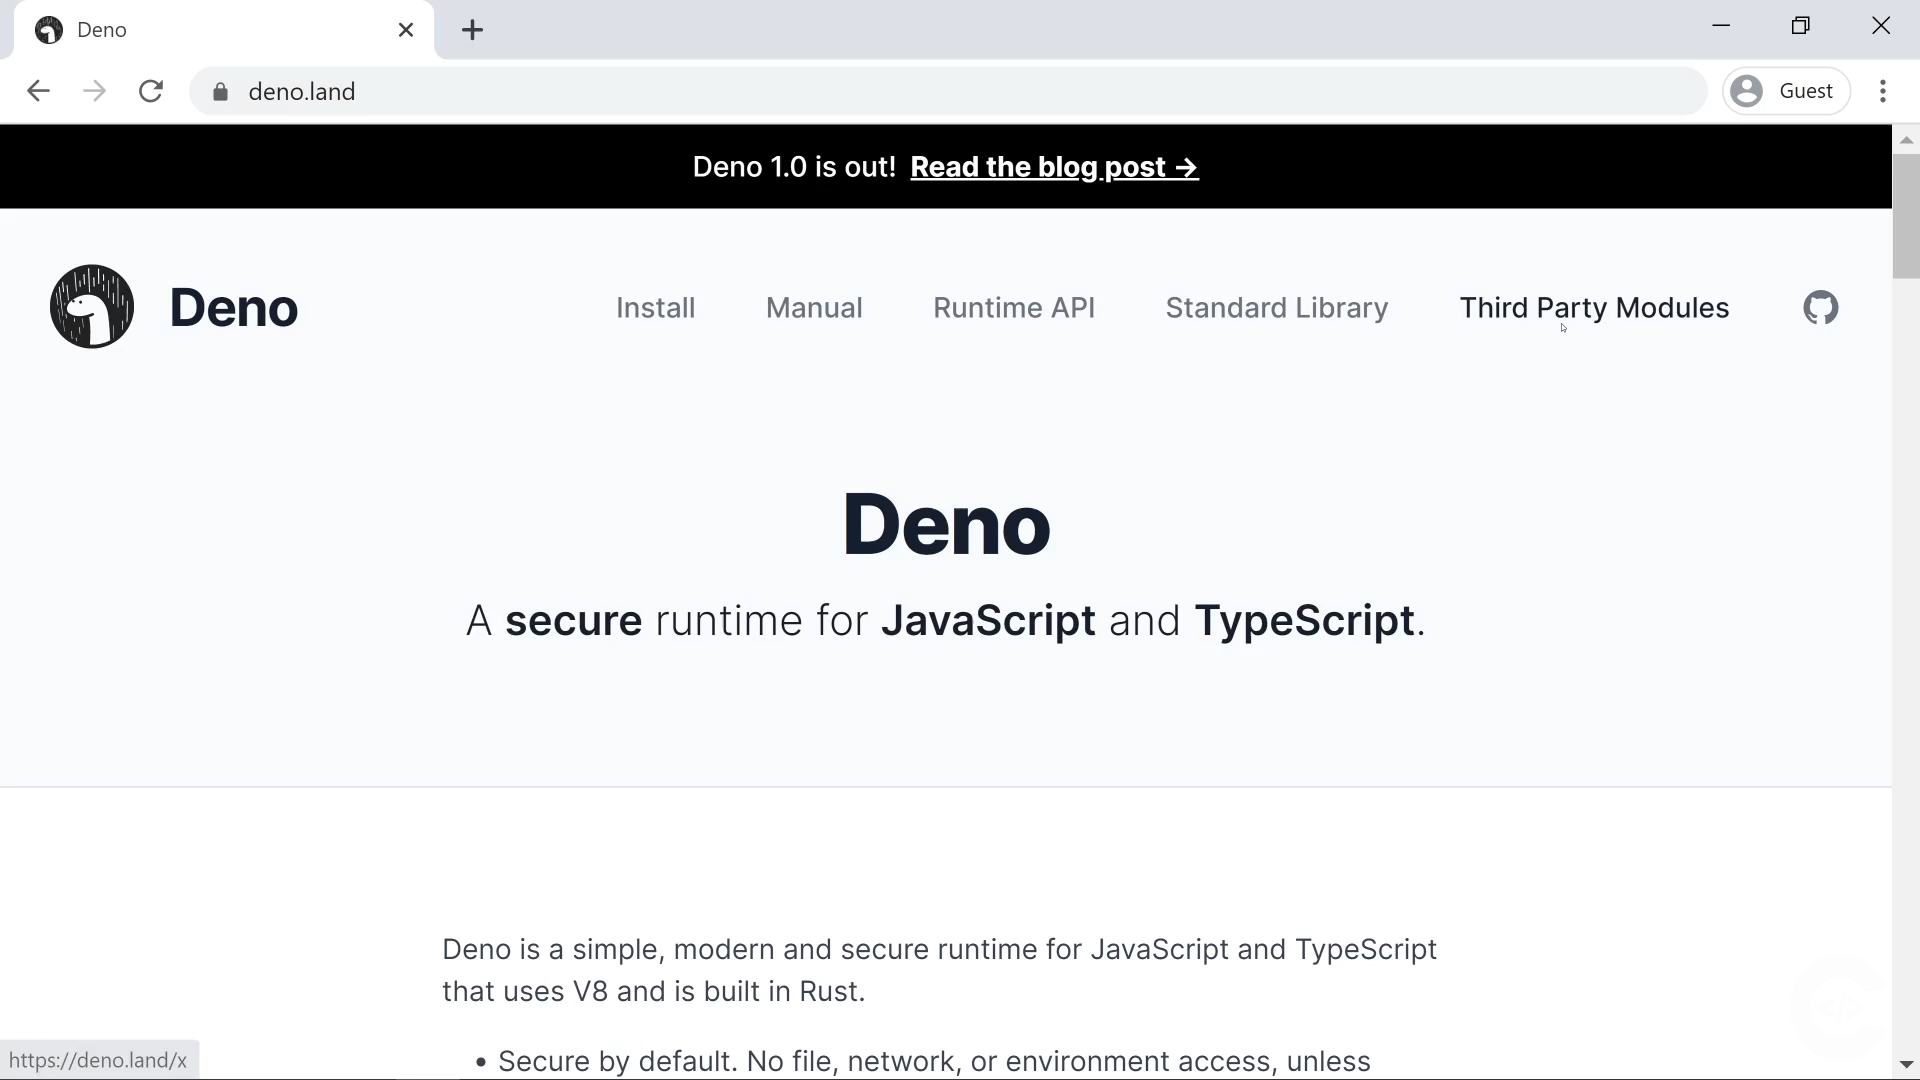 Deno
deno.land
Guest
Deno 1.0 is out! Read the blog post →
Deno
Install
Manual
Runtime API
Standard Library
Third Party Modules
Deno
A secure runtime for JavaScript and TypeScript.
Deno is a simple, modern and secure runtime for JavaScript and TypeScript
that uses V8 and is built in Rust.
• Secure by default. No file, network, or environment access, unless
https://deno.land/x